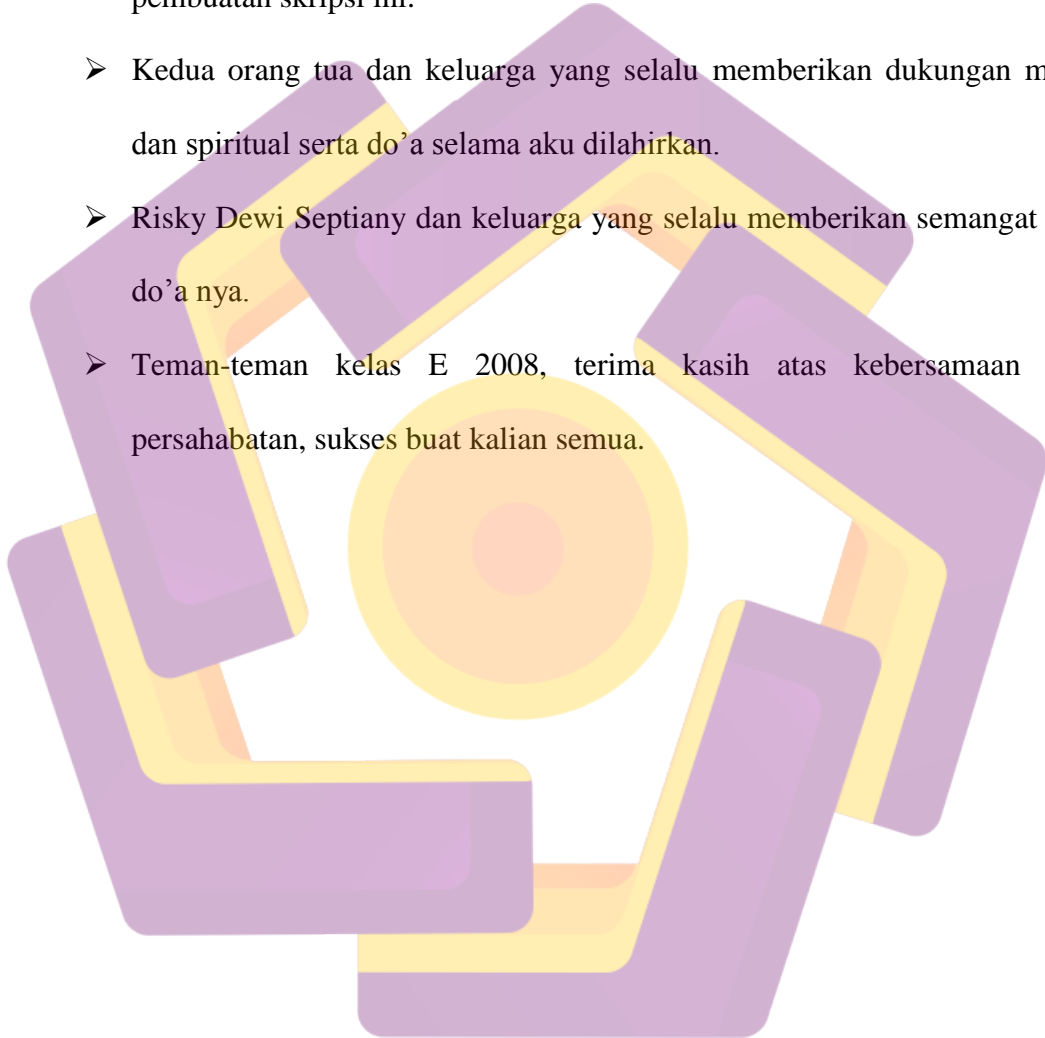 pembuatan skripsi ini.
➢ Kedua orang tua dan keluarga yang selalu memberikan dukungan
dan spiritual serta do’a selama aku dilahirkan.
➢ Risky Dewi Septiany dan keluarga yang selalu memberikan semangat
do’a nya.
➢ Teman-teman kelas E 2008, terima kasih atas kebersamaan
persahabatan, sukses buat kalian semua.